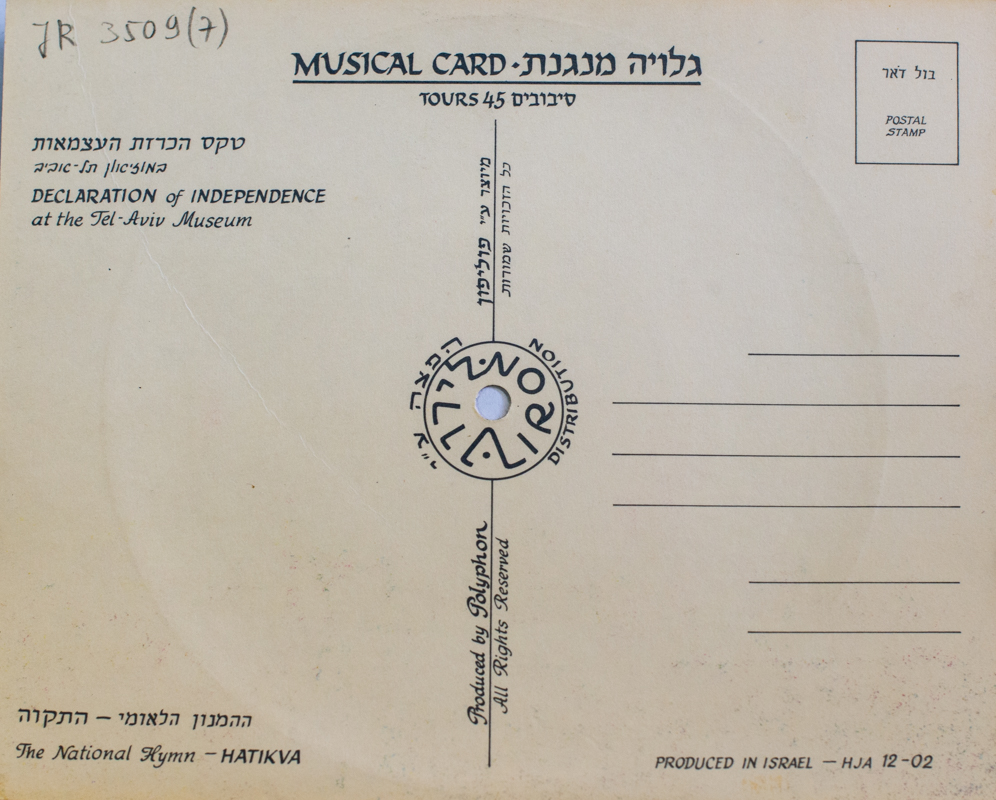 JR 3509(7)
MUSICAL CARD · גלויה מנגנת
TOURS 45 סיבובים
בול דאר
POSTAL
STAMP
טקס הכרזת העצמאות
במוזיאון תל-אביב
DECLARATION of INDEPENDENCE
at the Tel-Aviv Museum
מיוצר ע״י פוליפון
כל הזכויות שמורות
הפצה ע״י
DISTRIBUTION
Produced by Polyphon
All Rights Reserved
ההמנון הלאומי – התקוה
The National Hymn – HATIKVA
PRODUCED IN ISRAEL – HJA 12-02